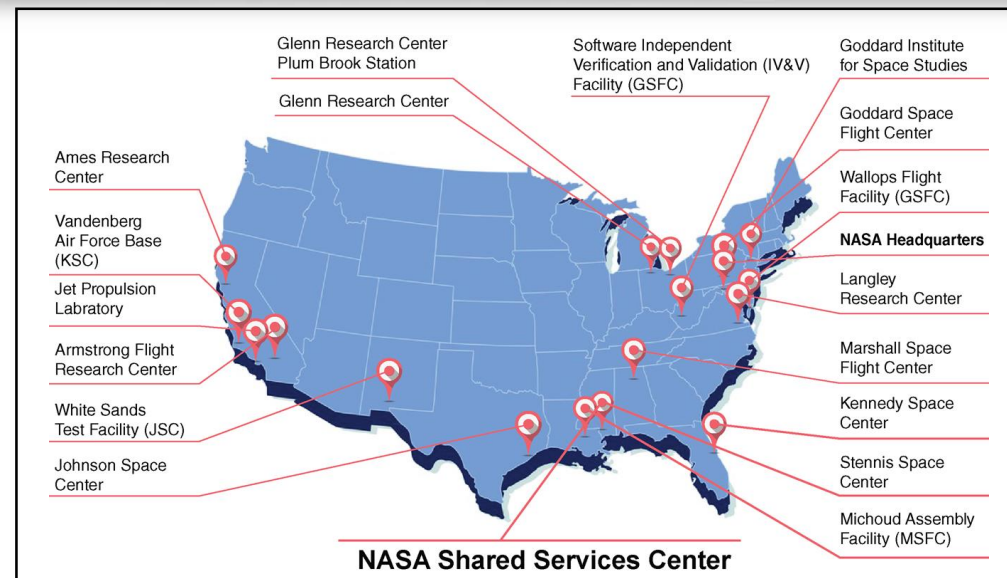 Glenn Research Center
Plum Brook Station
Glenn Research Center
Software Independent
Verification and Validation (IV&V)
Facility (GSFC)
Goddard Institute
for Space Studies
Goddard Space
Flight Center
Wallops Flight
Facility (GSFC)
NASA Headquarters
Langley
Research Center
Marshall Space
Flight Center
Kennedy Space
Center
Stennis Space
Center
Michoud Assembly
Facility (MSFC)
Ames Research
Center
Vandenberg
Air Force Base
(KSC)
Jet Propulsion
Labratory
Armstrong Flight
Research Center
White Sands
Test Facility (JSC)
Johnson Space
Center
NASA Shared Services Center